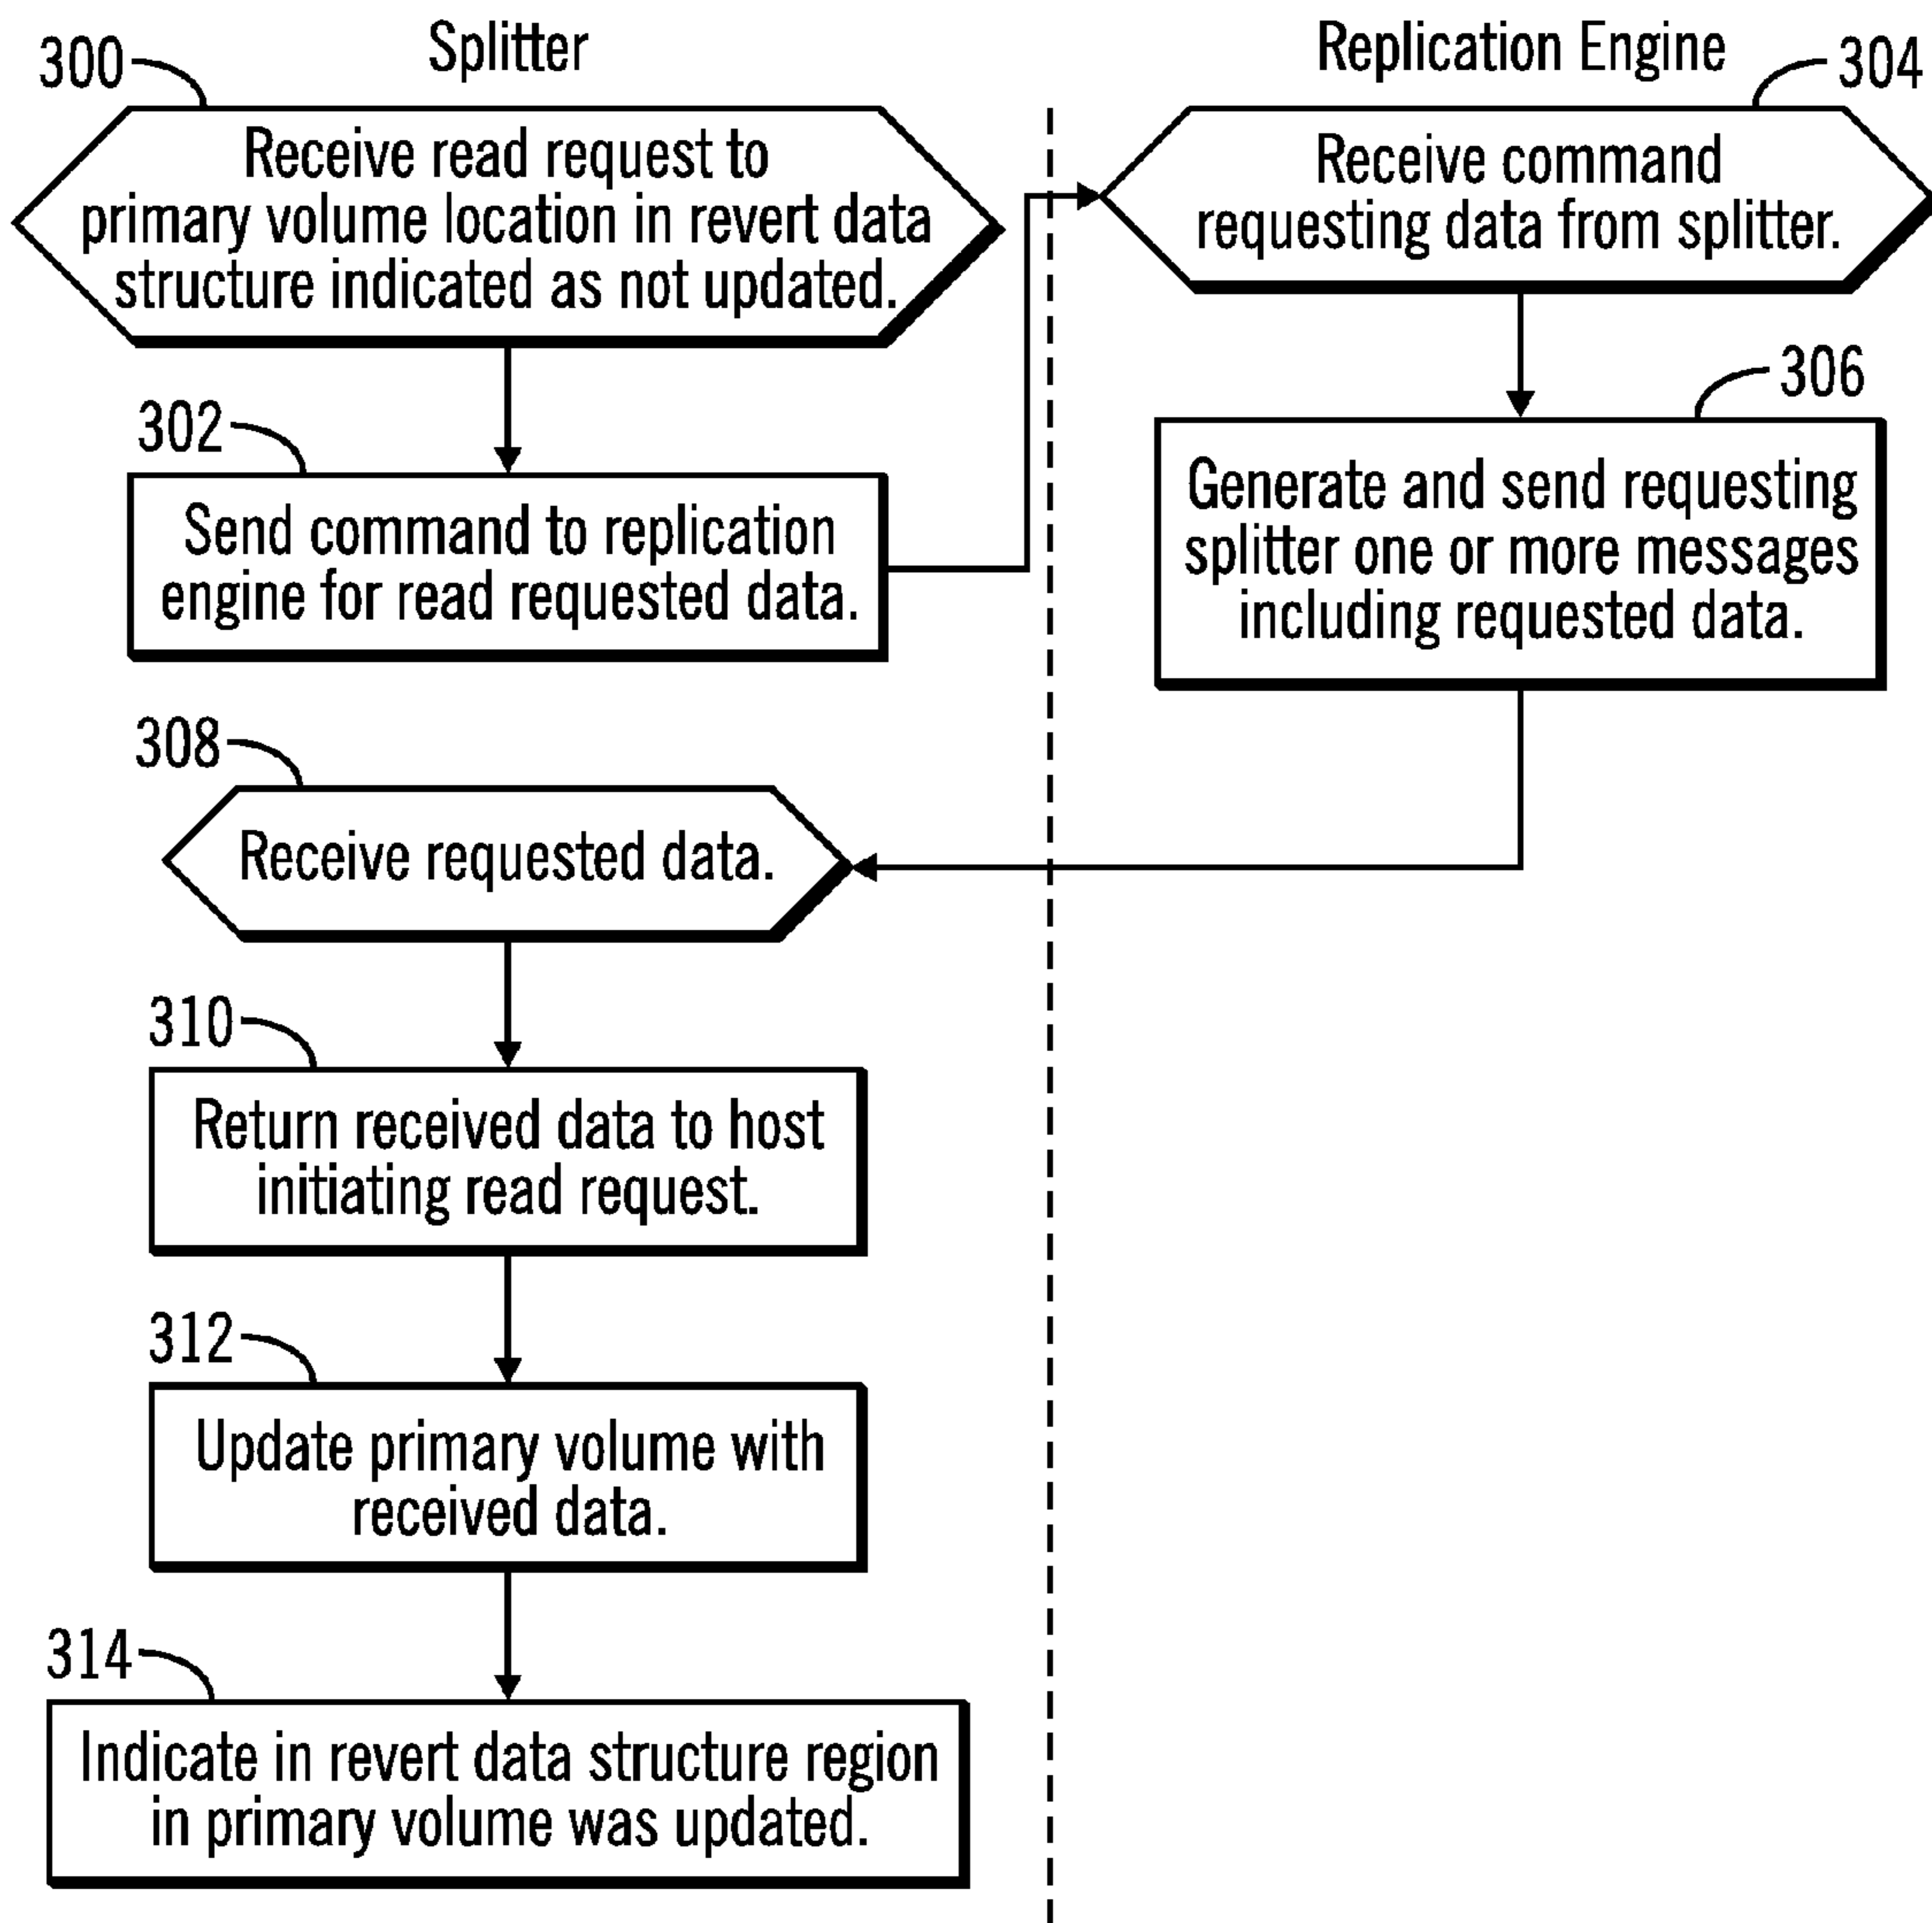 Splitter
300
Receive read request to
primary volume location in revert data
structure indicated as not updated.
302
Send command to replication
engine for read requested data.
Replication Engine
304
Receive command
requesting data from splitter.
306
Generate and send requesting
splitter one or more messages
including requested data.
308
Receive requested data.
310
Return received data to host
initiating read request.
312
Update primary volume with
received data.
314
Indicate in revert data structure region
in primary volume was updated.